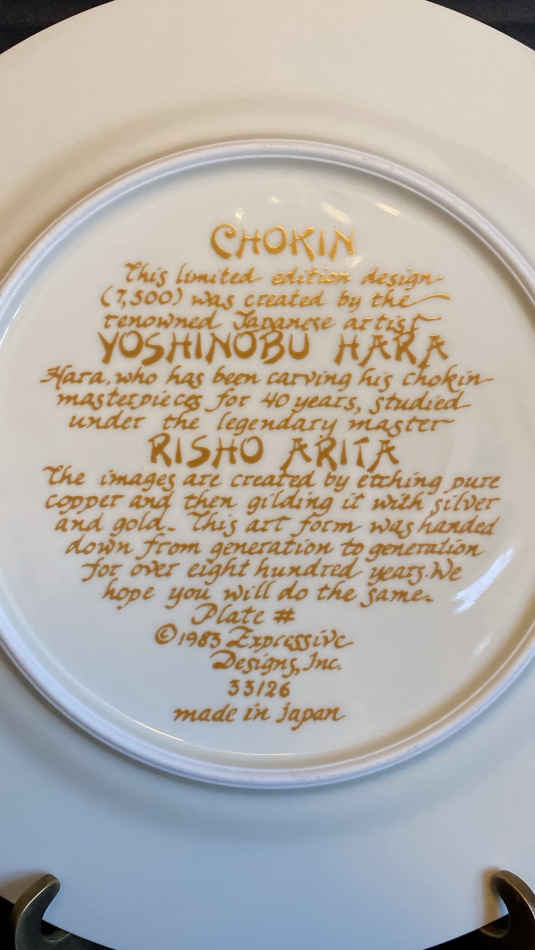 CHOKIN
This limited edition design
(7,500) was created by the
renowned Japanese artist
YOSHINOBU HARA
Hara, who has been carving his chokin
masterpieces for 40 years, studied
under the legendary master
RISHO ARITA
The images are created by etching pure
copper and then gilding it with silver
and gold. This art form was handed
down from generation to generation
for over eight hundred years. We
hope you will do the same.
Plate #
©1983 Expressive
Designs, Inc.
33126
made in japan